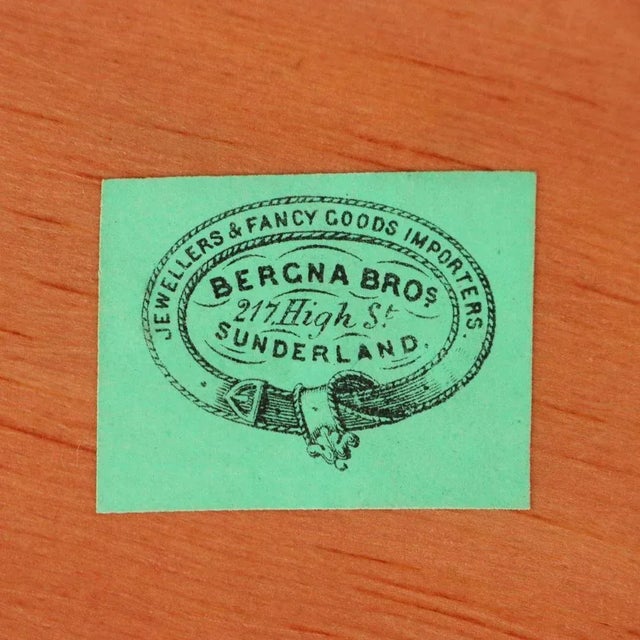 JEWELLERS & FANCY GOODS IMPORTERS.
BERGNA BROS
217, High St
SUNDERLAND.